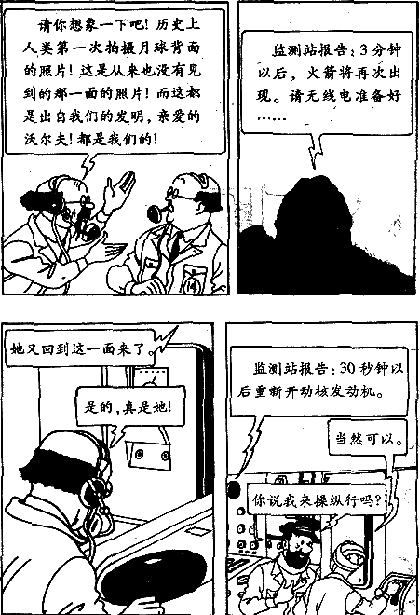 请你想象一下吧！历史上
人类第一次拍摄月球背面
的照片！这是从来也没有见
到的那一面的照片！而这都
是出自我们的发明，亲爱的
沃尔夫！都是我们的！
监测站报告：3分钟
以后，火箭将再次出
现。请无线电准备好
……
14
她又回到这一面来了。
是的，真是她！
监测站报告：30秒钟以
后重新开动核发动机。
当然可以。
你说我来操纵行吗？